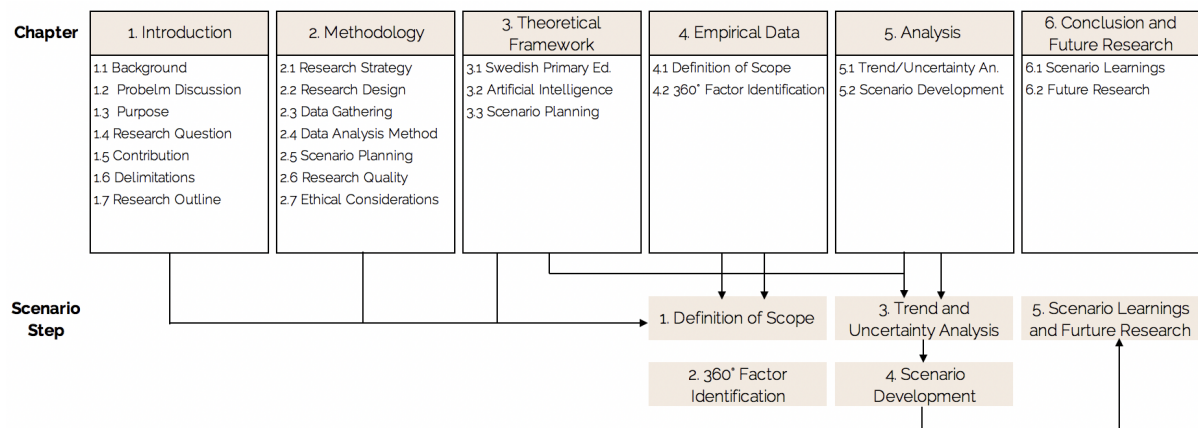 Chapter
1. Introduction
1.1 Background
1.2 Probelm Discussion
1.3 Purpose
1.4 Research Question
1.5 Contribution
1.6 Delimitations
1.7 Research Outline
2. Methodology
2.1 Research Strategy
2.2 Research Design
2.3 Data Gathering
2.4 Data Analysis Method
2.5 Scenario Planning
2.6 Research Quality
2.7 Ethical Considerations
3. Theoretical
Framework
3.1 Swedish Primary Ed.
3.2 Artificial Intelligence
3.3 Scenario Planning
4. Empirical Data
4.1 Definition of Scope
4.2 360° Factor Identification
5. Analysis
5.1 Trend/Uncertainty An.
5.2 Scenario Development
6. Conclusion and
Future Research
6.1 Scenario Learnings
6.2 Future Research
Scenario
Step
1. Definition of Scope
2. 360° Factor
Identification
3. Trend and
Uncertainty Analysis
4. Scenario
Development
5. Scenario Learnings
and Furture Research